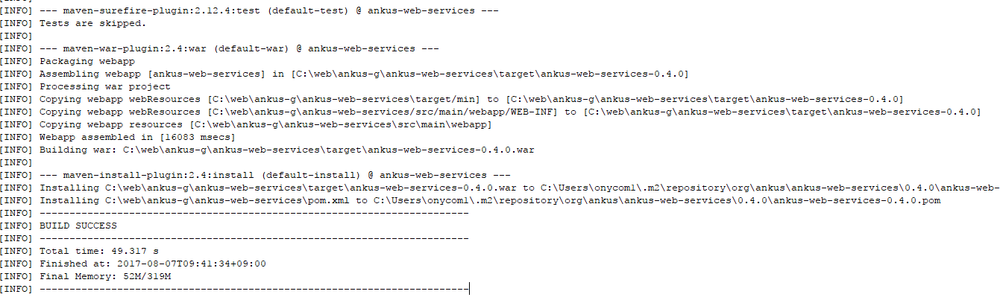 [INFO] --- maven-surefire-plugin:2.12.4:test (default-test) @ ankus-web-services ---
[INFO] Tests are skipped.
[INFO]
[INFO] --- maven-war-plugin:2.4:war (default-war) @ ankus-web-services ---
[INFO] Packaging webapp
[INFO] Assembling webapp [ankus-web-services] in [C:\web\ankus-g\ankus-web-services\target\ankus-web-services-0.4.0]
[INFO] Processing war project
[INFO] Copying webapp webResources [C:\web\ankus-g\ankus-web-services\target/min] to [C:\web\ankus-g\ankus-web-services\target\ankus-web-services-0.4.0]
[INFO] Copying webapp webResources [C:\web\ankus-g\ankus-web-services/src/main/webapp/WEB-INF] to [C:\web\ankus-g\ankus-web-services\target\ankus-web-services-0.4.0]
[INFO] Copying webapp resources [C:\web\ankus-g\ankus-web-services\src\main\webapp]
[INFO] Webapp assembled in [16083 msecs]
[INFO] Building war: C:\web\ankus-g\ankus-web-services\target\ankus-web-services-0.4.0.war
[INFO]
[INFO] --- maven-install-plugin:2.4:install (default-install) @ ankus-web-services ---
[INFO] Installing C:\web\ankus-g\ankus-web-services\target\ankus-web-services-0.4.0.war to C:\Users\onycom1\.m2\repository\org\ankus\ankus-web-services\0.4.0\ankus-web-
[INFO] Installing C:\web\ankus-g\ankus-web-services\pom.xml to C:\Users\onycom1\.m2\repository\org\ankus\ankus-web-services\0.4.0\ankus-web-services-0.4.0.pom
[INFO] ------------------------------------------------------------------------
[INFO] BUILD SUCCESS
[INFO] ------------------------------------------------------------------------
[INFO] Total time: 49.317 s
[INFO] Finished at: 2017-08-07T09:41:34+09:00
[INFO] Final Memory: 52M/319M
[INFO] ------------------------------------------------------------------------